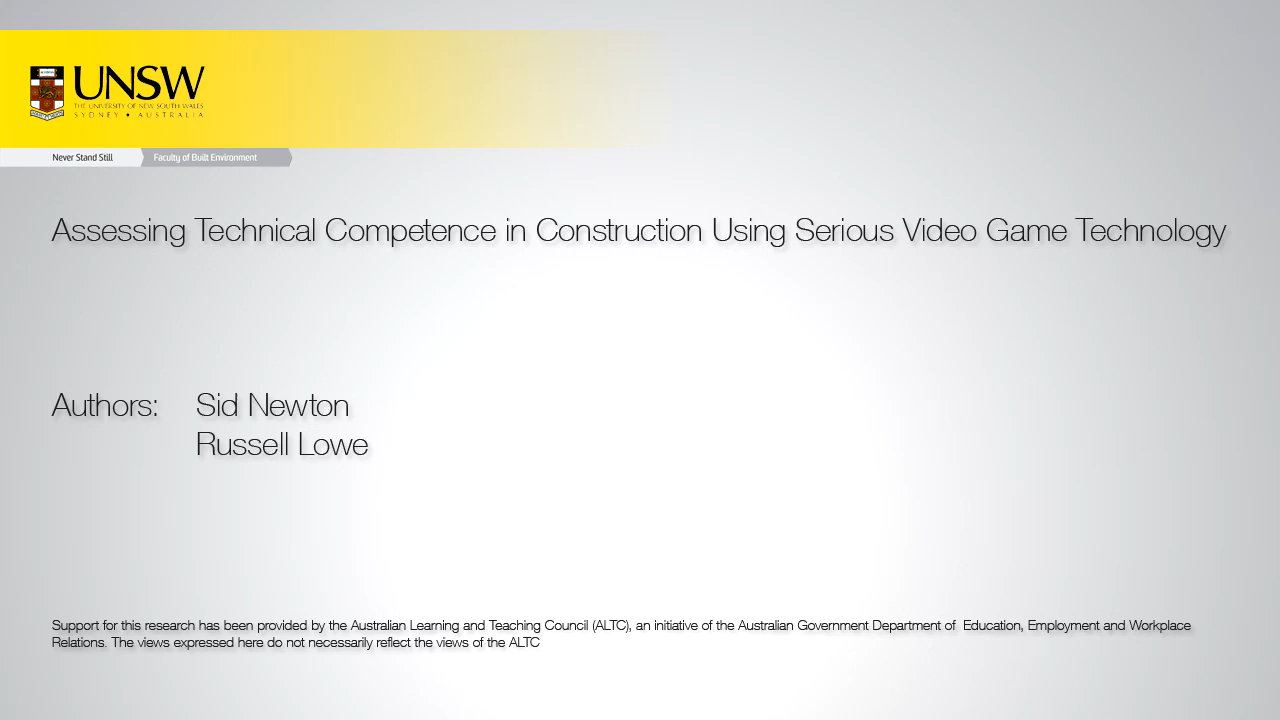 UNSW
THE UNIVERSITY OF NEW SOUTH WALES
SYDNEY • AUSTRALIA
Never Stand Still Faculty of Built Environment
Assessing Technical Competence in Construction Using Serious Video Game Technology
Authors: Sid Newton
Russell Lowe
Support for this research has been provided by the Australian Learning and Teaching Council (ALTC), an initiative of the Australian Government Department of Education, Employment and Workplace
Relations. The views expressed here do not necessarily reflect the views of the ALTC